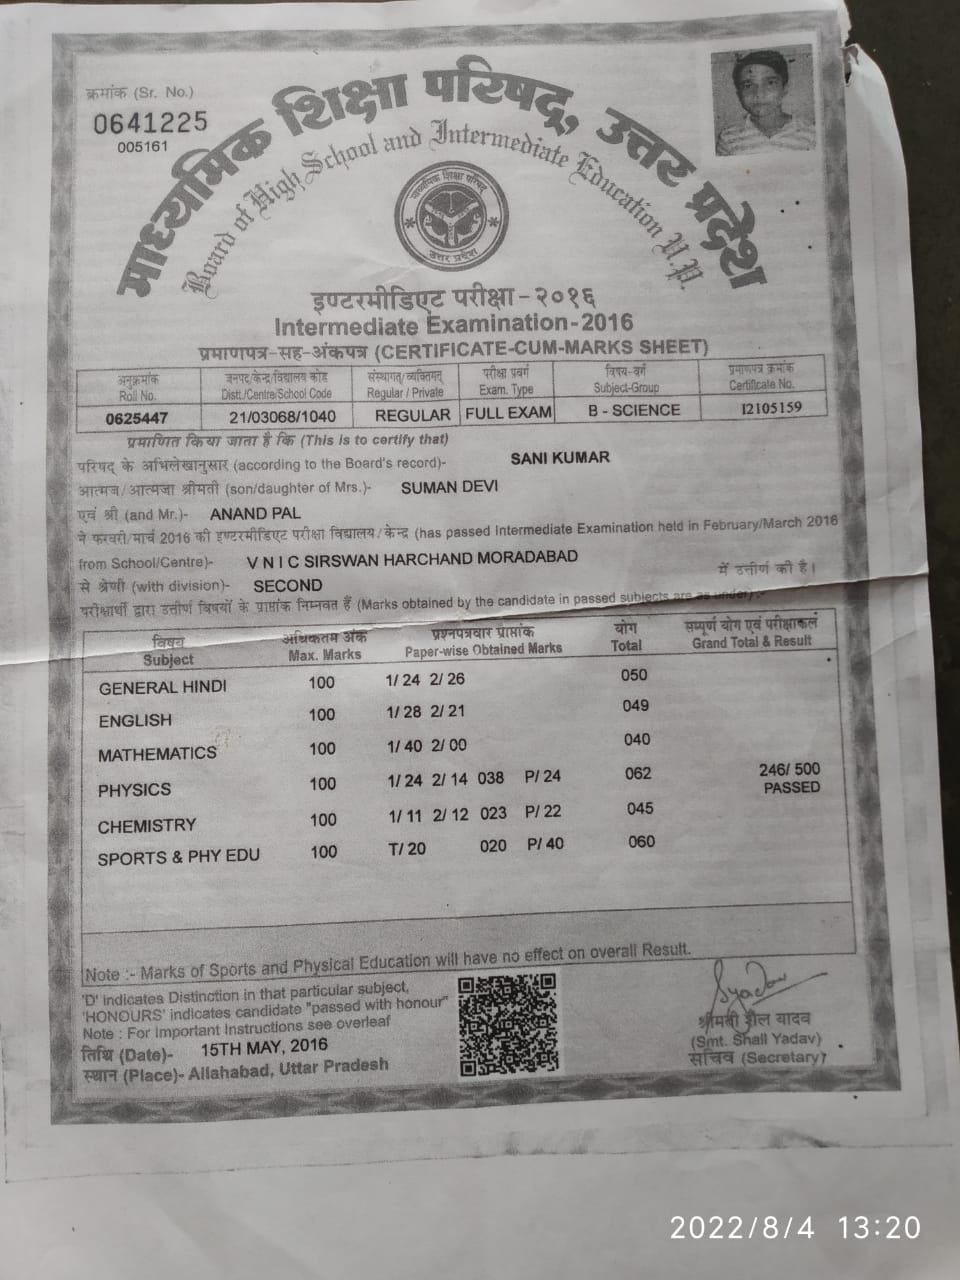 क्रमांक (Sr. No.)
0641225
005161
माध्यमिक शिक्षा परिषद्, उत्तर प्रदेश
Board of High School and Intermediate Education U.P.
माध्यमिक शिक्षा परिषद्
उत्तर प्रदेश
इण्टरमीडिएट परीक्षा-२०१६
Intermediate Examination-2016
प्रमाणपत्र-सह-अंकपत्र (CERTIFICATE-CUM-MARKS SHEET)
अनुक्रमांक जनपद/केन्द्र/विद्यालय कोड संस्थागत/व्यक्तिगत् परीक्षा प्रवर्ग विषय-वर्ग प्रमाणपत्र क्रमांक
Roll No. Distt./Centre/School Code Regular / Private Exam. Type Subject-Group Certificate No.
0625447 21/03068/1040 REGULAR FULL EXAM B - SCIENCE 12105159
प्रमाणित किया जाता है कि (This is to certify that)
परिषद के अभिलेखानुसार (according to the Board's record)- SANI KUMAR
आत्मज/आत्मजा श्रीमती (son/daughter of Mrs.)- SUMAN DEVI
एवं श्री (and Mr.)- ANAND PAL
ने फरवरी/मार्च 2016 की इण्टरमीडिएट परीक्षा विद्यालय/केन्द्र (has passed Intermediate Examination held in February/March 2016
from School/Centre)- V N I C SIRSWAN HARCHAND MORADABAD
से श्रेणी (with division)- SECOND में उत्तीर्ण की है।
परीक्षार्थी द्वारा उत्तीर्ण विषयों के प्राप्तांक निम्नवत हैं (Marks obtained by the candidate in passed subjects are as under) :-
विषय अधिकतम अंक प्रश्नपत्रवार प्राप्तांक योग सम्पूर्ण योग एवं परीक्षाफल
Subject Max. Marks Paper-wise Obtained Marks Total Grand Total & Result
GENERAL HINDI 100 1/ 24 2/ 26 050
ENGLISH 100 1/ 28 2/ 21 049
MATHEMATICS 100 1/ 40 2/ 00 040
PHYSICS 100 1/ 24 2/ 14 038 P/ 24 062 246/ 500
PASSED
CHEMISTRY 100 1/ 11 2/ 12 023 P/ 22 045
SPORTS & PHY EDU 100 T/ 20 020 P/ 40 060
Note :- Marks of Sports and Physical Education will have no effect on overall Result.
'D' indicates Distinction in that particular subject,
'HONOURS' indicates candidate "passed with honour"
Note : For Important Instructions see overleaf
तिथि (Date)- 15TH MAY, 2016
स्थान (Place)- Allahabad, Uttar Pradesh
श्रीमती शैल यादव
(Smt. Shail Yadav)
सचिव (Secretary)
2022/8/4 13:20